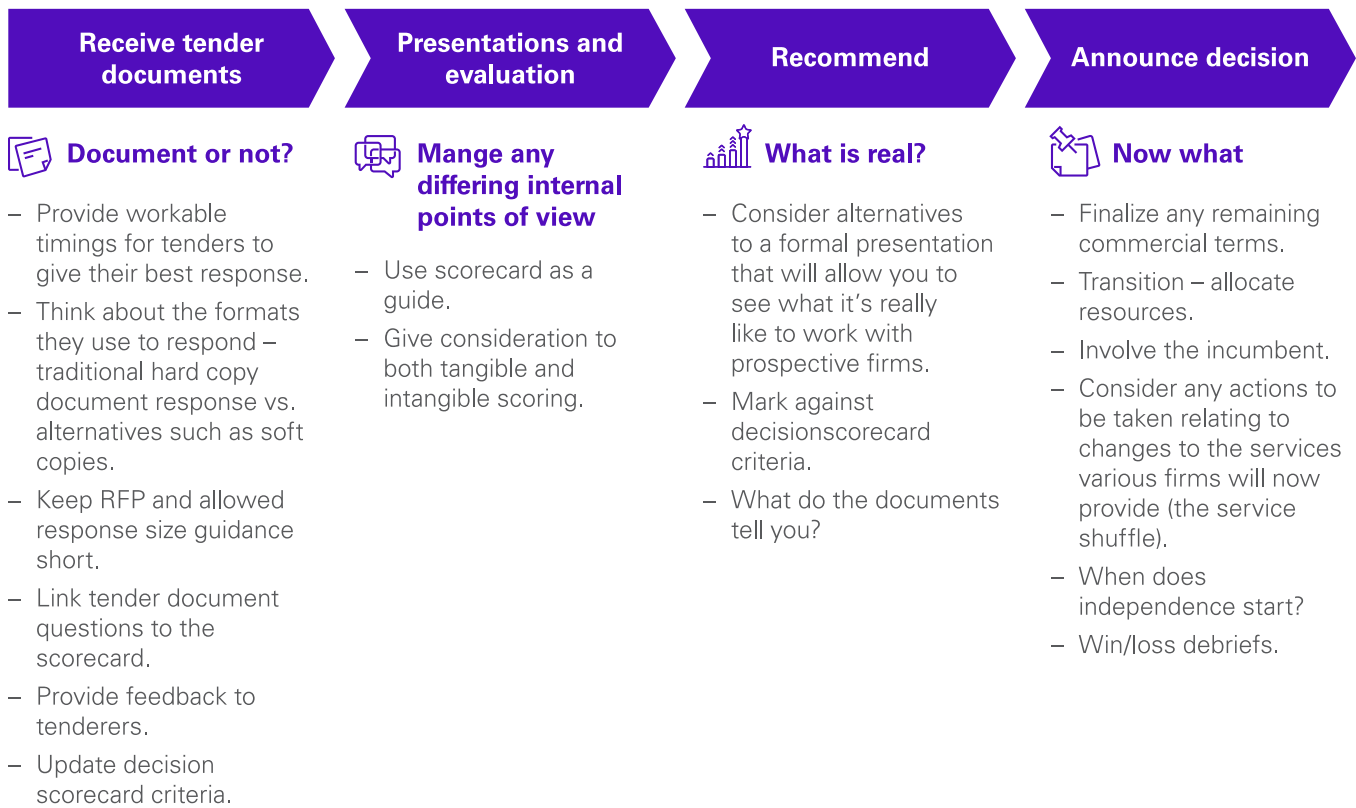 Receive tender
documents
Presentations and
evaluation
Recommend
Announce decision
Document or not?
– Provide workable
timings for tenders to
give their best response.
– Think about the formats
they use to respond –
traditional hard copy
document response vs.
alternatives such as soft
copies.
– Keep RFP and allowed
response size guidance
short.
– Link tender document
questions to the
scorecard.
– Provide feedback to
tenderers.
– Update decision
scorecard criteria.
Mange any
differing internal
points of view
– Use scorecard as a
guide.
– Give consideration to
both tangible and
intangible scoring.
What is real?
– Consider alternatives
to a formal presentation
that will allow you to
see what it’s really
like to work with
prospective firms.
– Mark against
decisionscorecard
criteria.
– What do the documents
tell you?
Now what
– Finalize any remaining
commercial terms.
– Transition – allocate
resources.
– Involve the incumbent.
– Consider any actions to
be taken relating to
changes to the services
various firms will now
provide (the service
shuffle).
– When does
independence start?
– Win/loss debriefs.